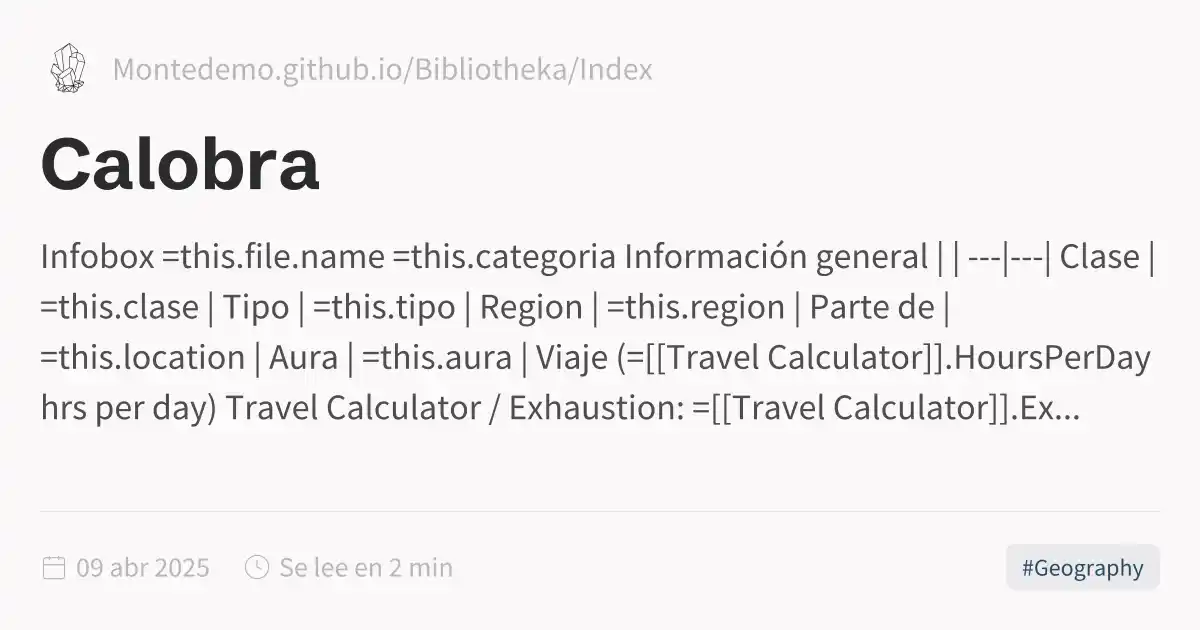 Montedemo.github.io/Bibliotheka/Index
Calobra
Infobox =this.file.name =this.categoria Información general | | ---|---| Clase |
=this.clase | Tipo | =this.tipo | Region | =this.region | Parte de |
=this.location | Aura | =this.aura | Viaje (=[[Travel Calculator]].HoursPerDay
hrs per day) Travel Calculator / Exhaustion: =[[Travel Calculator]].Ex...
09 abr 2025 Se lee en 2 min #Geography